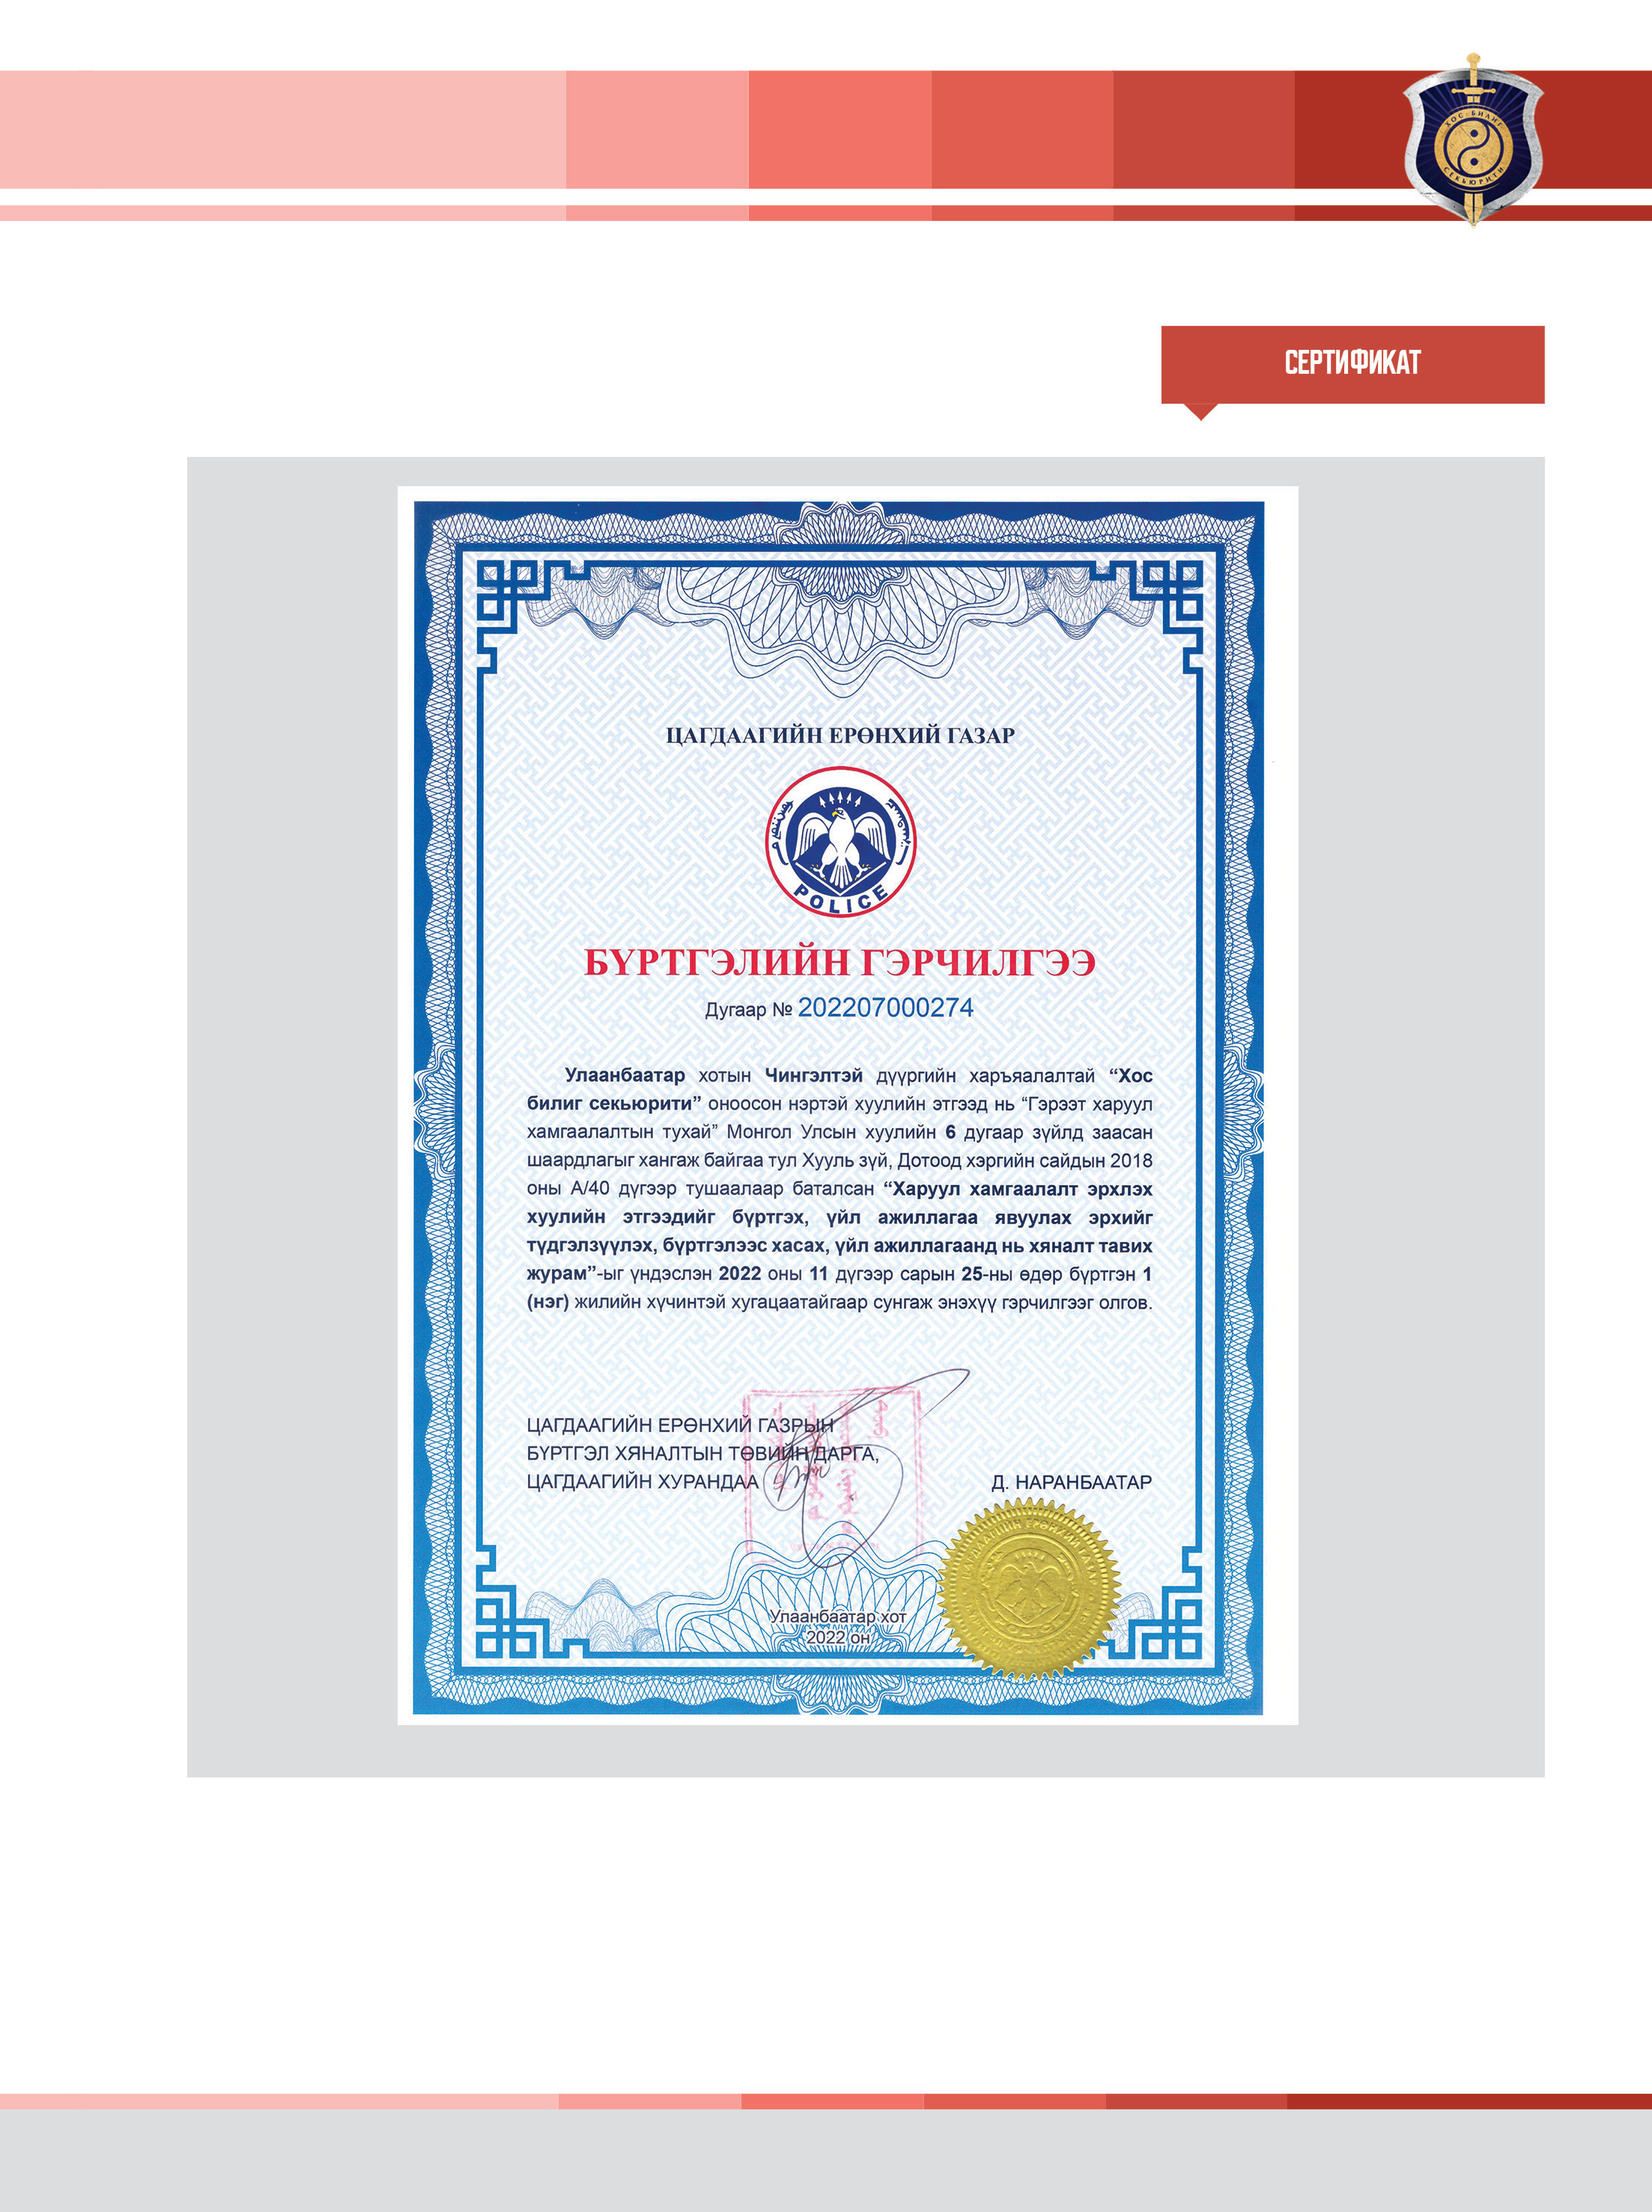 ХОС БИЛИГ
СЕКЬЮРИТИ
СЕРТИФИКАТ
ЦАГДААГИЙН ЕРӨНХИЙ ГАЗАР
POLICE
БҮРТГЭЛИЙН ГЭРЧИЛГЭЭ
Дугаар № 202207000274
Улаанбаатар хотын Чингэлтэй дүүргийн харъяалалтай “Хос
билиг секьюрити” оноосон нэртэй хуулийн этгээд нь “Гэрээт харуул
хамгаалалтын тухай” Монгол Улсын хуулийн 6 дугаар зүйлд заасан
шаардлагыг хангаж байгаа тул Хууль зүй, Дотоод хэргийн сайдын 2018
оны А/40 дүгээр тушаалаар баталсан “Харуул хамгаалалт эрхлэх
хуулийн этгээдийг бүртгэх, үйл ажиллагаа явуулах эрхийг
түдгэлзүүлэх, бүртгэлээс хасах, үйл ажиллагаанд нь хяналт тавих
журам”-ыг үндэслэн 2022 оны 11 дүгээр сарын 25-ны өдөр бүртгэн 1
(нэг) жилийн хүчинтэй хугацаатайгаар сунгаж энэхүү гэрчилгээг олгов.
ЦАГДААГИЙН ЕРӨНХИЙ ГАЗРЫН
БҮРТГЭЛ ХЯНАЛТЫН ТӨВИЙН ДАРГА,
ЦАГДААГИЙН ХУРАНДАА Д. НАРАНБААТАР
Улаанбаатар хот
2022 он